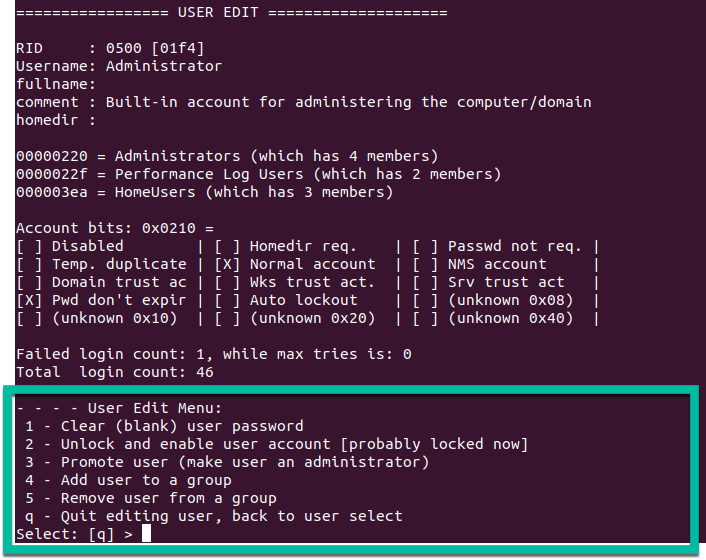 ================= USER EDIT ====================
RID     : 0500 [01f4]
Username: Administrator
fullname:
comment : Built-in account for administering the computer/domain
homedir :
00000220 = Administrators (which has 4 members)
0000022f = Performance Log Users (which has 2 members)
000003ea = HomeUsers (which has 3 members)
Account bits: 0x0210 =
[ ] Disabled        | [ ] Homedir req.    | [ ] Passwd not req. |
[ ] Temp. duplicate | [X] Normal account  | [ ] NMS account     |
[ ] Domain trust ac | [ ] Wks trust act.  | [ ] Srv trust act   |
[X] Pwd don't expir | [ ] Auto lockout    | [ ] (unknown 0x08)  |
[ ] (unknown 0x10)  | [ ] (unknown 0x20)  | [ ] (unknown 0x40)  |
Failed login count: 1, while max tries is: 0
Total  login count: 46
- - - - User Edit Menu:
 1 - Clear (blank) user password
 2 - Unlock and enable user account [probably locked now]
 3 - Promote user (make user an administrator)
 4 - Add user to a group
 5 - Remove user from a group
 q - Quit editing user, back to user select
Select: [q] >